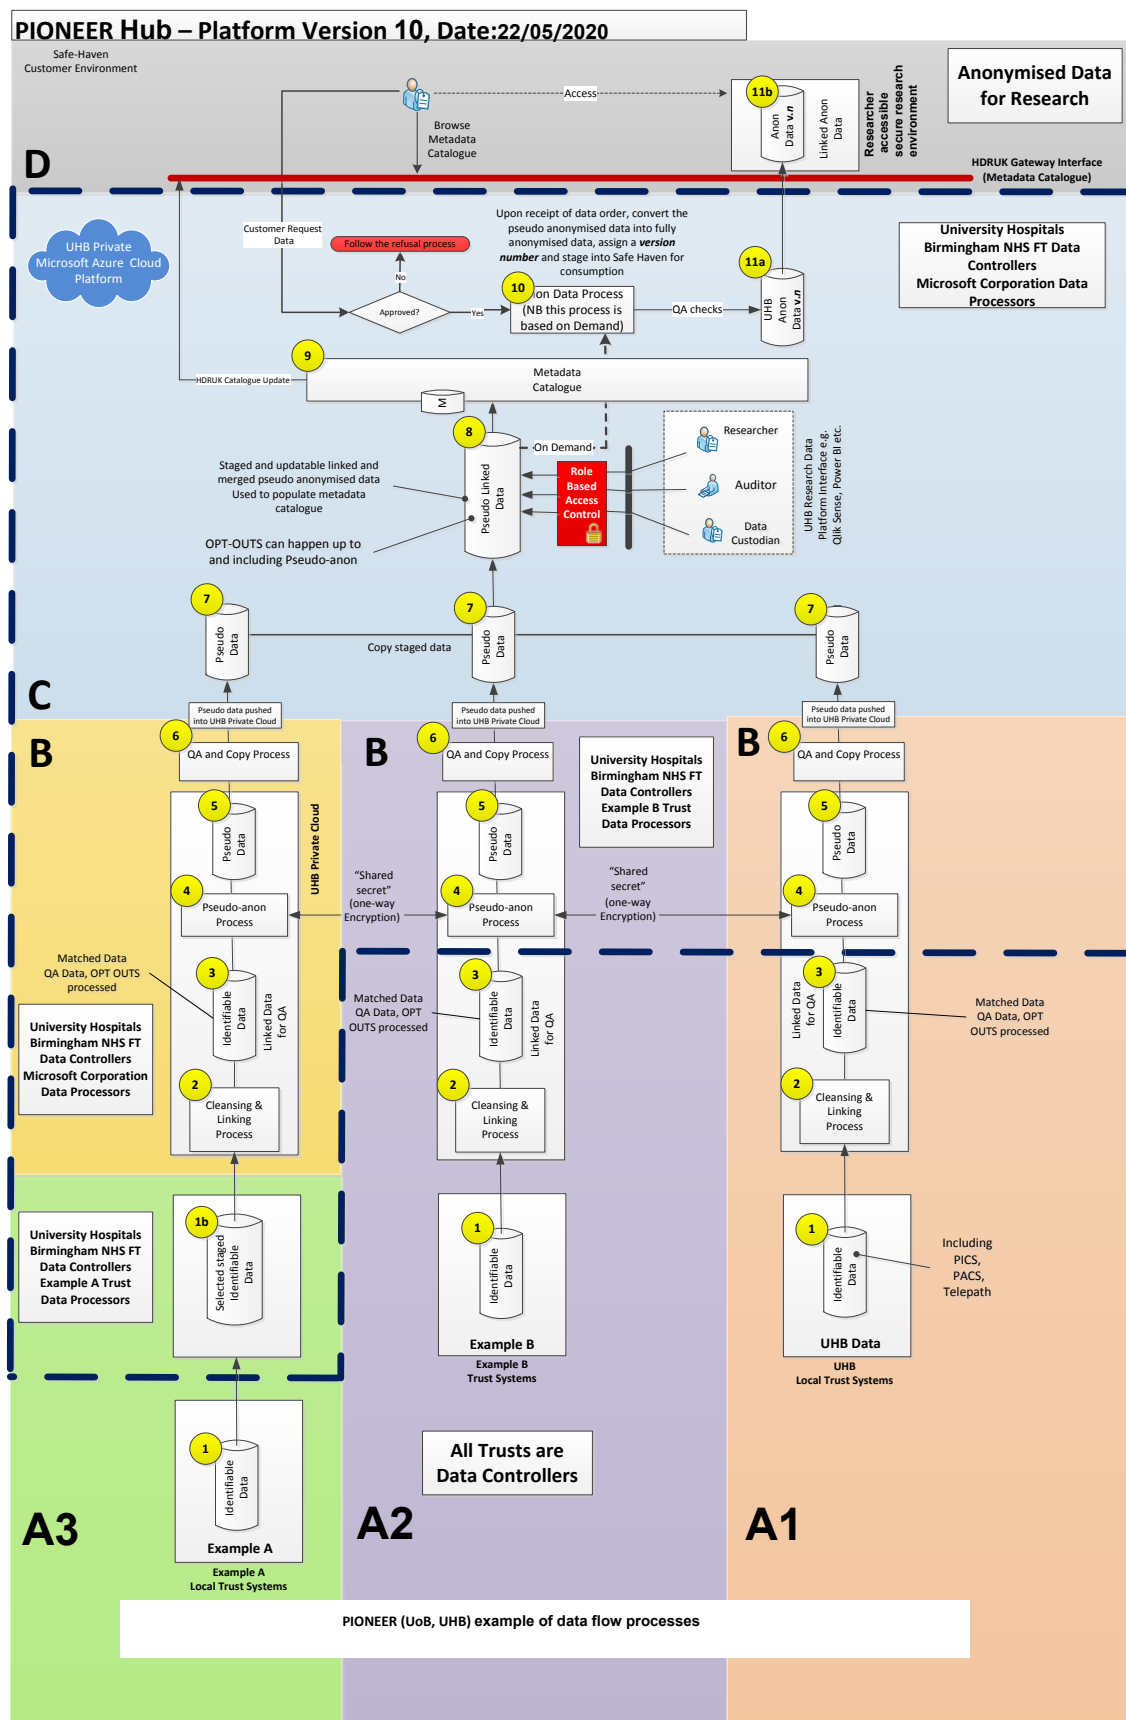 PIONEER Hub – Platform Version 10, Date:22/05/2020
Safe-Haven
Customer Environment
Anonymised Data
for Research
Access
Browse
Metadata
Catalogue
11b
Anon
Data v.n
Linked Anon
Data
Researcher
accessible
secure research
environment
D
HDRUK Gateway Interface
(Metadata Catalogue)
UHB Private
Microsoft Azure Cloud
Platform
Customer Request
Data
Follow the refusal process
No
Approved?
Yes
Upon receipt of data order, convert the
pseudo anonymised data into fully
anonymised data, assign a version
number and stage into Safe Haven for
consumption
10
non Data Process
(NB this process is
based on Demand)
QA checks
11a
UHB
Anon
Data v.n
University Hospitals
Birmingham NHS FT Data
Controllers
Microsoft Corporation Data
Processors
9
HDRUK Catalogue Update
Metadata
Catalogue
M
8
Pseudo Linked
Data
On Demand
Staged and updatable linked and
merged pseudo anonymised data
Used to populate metadata
catalogue
OPT-OUTS can happen up to
and including Pseudo-anon
Role
Based
Access
Control
Researcher
Auditor
Data
Custodian
UHB Research Data
Platform Interface e.g.
Qlik Sense, Power BI etc.
7
Pseudo
Data
7
Pseudo
Data
7
Pseudo
Data
Copy staged data
C
Pseudo data pushed
into UHB Private Cloud
Pseudo data pushed
into UHB Private Cloud
Pseudo data pushed
into UHB Private Cloud
B
6
QA and Copy Process
B
6
QA and Copy Process
B
6
QA and Copy Process
University Hospitals
Birmingham NHS FT
Data Controllers
Example B Trust
Data Processors
5
Pseudo
Data
UHB Private Cloud
5
Pseudo
Data
5
Pseudo
Data
4
Pseudo-anon
Process
"Shared
secret"
(one-way
Encryption)
4
Pseudo-anon
Process
"Shared
secret"
(one-way
Encryption)
4
Pseudo-anon
Process
Matched Data
QA Data, OPT OUTS
processed
3
Identifiable
Data
Linked Data
for QA
Matched Data
QA Data, OPT
OUTS processed
3
Identifiable
Data
Linked Data
for QA
Linked Data
for QA
3
Identifiable
Data
Matched Data
QA Data, OPT
OUTS processed
University Hospitals
Birmingham NHS FT
Data Controllers
Microsoft Corporation
Data Processors
2
Cleansing &
Linking
Process
2
Cleansing &
Linking
Process
2
Cleansing &
Linking
Process
University Hospitals
Birmingham NHS FT
Data Controllers
Example A Trust
Data Processors
1b
Selected staged
Identifiable
Data
1
Identifiable
Data
Example B
Example B
Trust Systems
1
Identifiable
Data
UHB Data
UHB
Local Trust Systems
Including
PICS,
PACS,
Telepath
1
Identifiable
Data
Example A
Example A
Local Trust Systems
All Trusts are
Data Controllers
A3
A2
A1
PIONEER (UoB, UHB) example of data flow processes